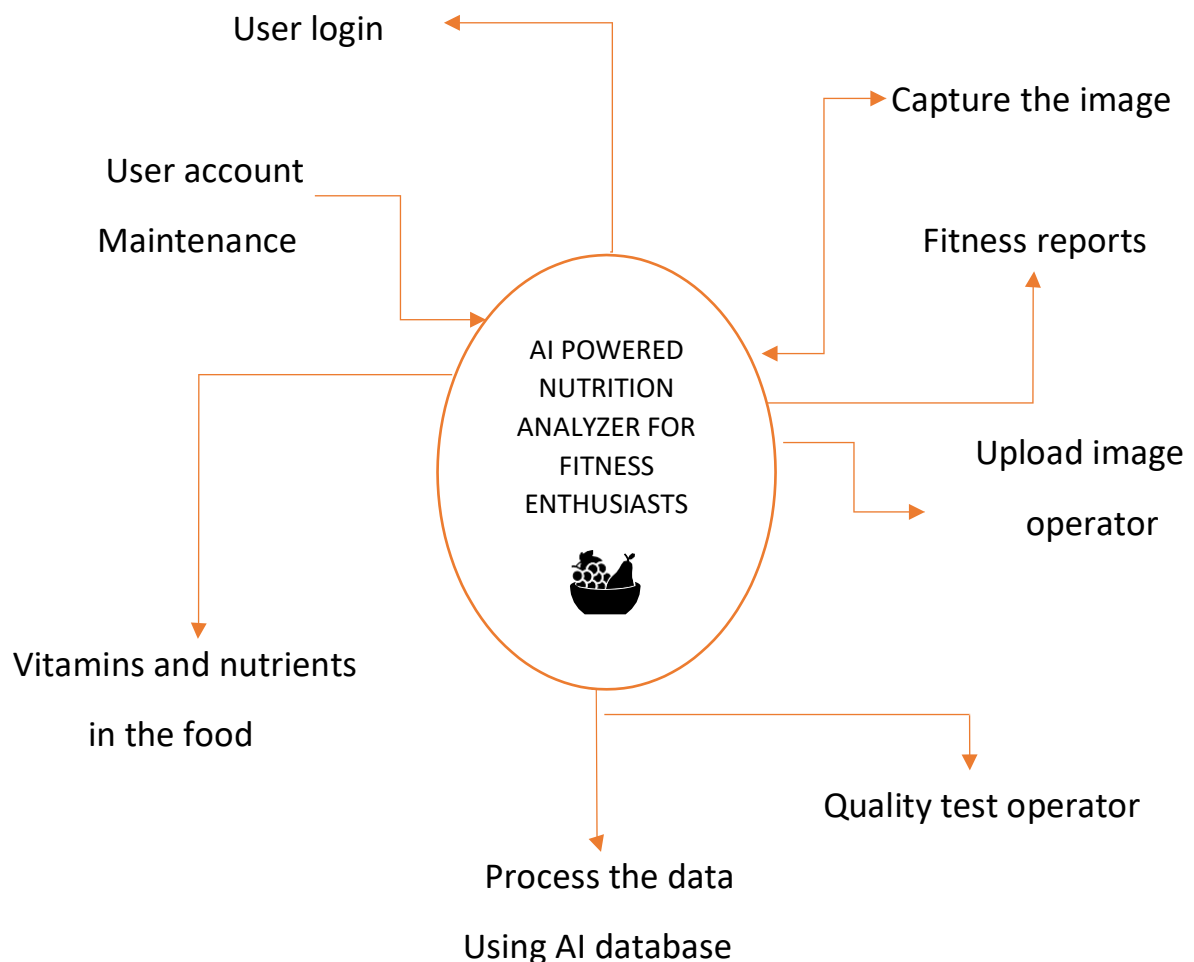 User login
Capture the image
User account
Maintenance
Fitness reports
AI POWERED
NUTRITION
ANALYZER FOR
FITNESS
ENTHUSIASTS
Upload image
operator
Vitamins and nutrients
in the food
Quality test operator
Process the data
Using AI database